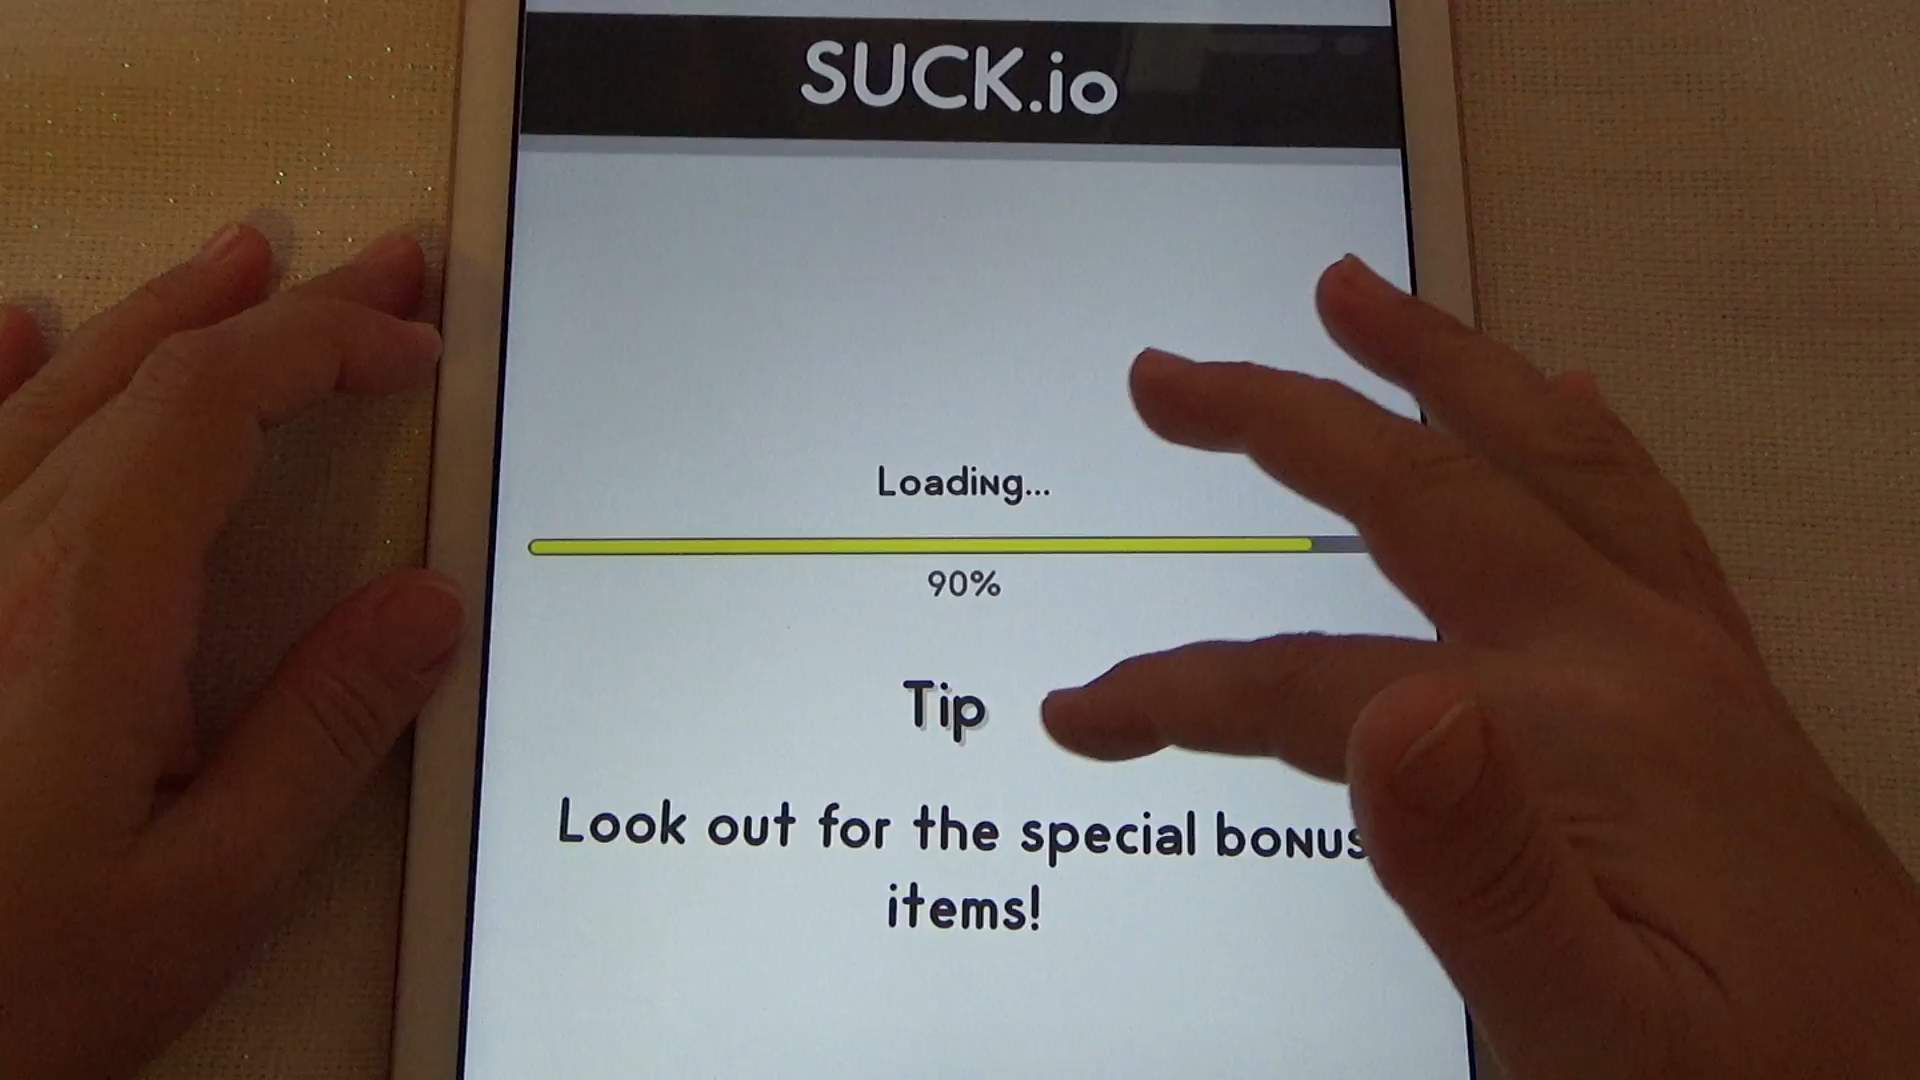 SUCK.io
Loading...
90%
Tip
Look out for the special bonus
items!